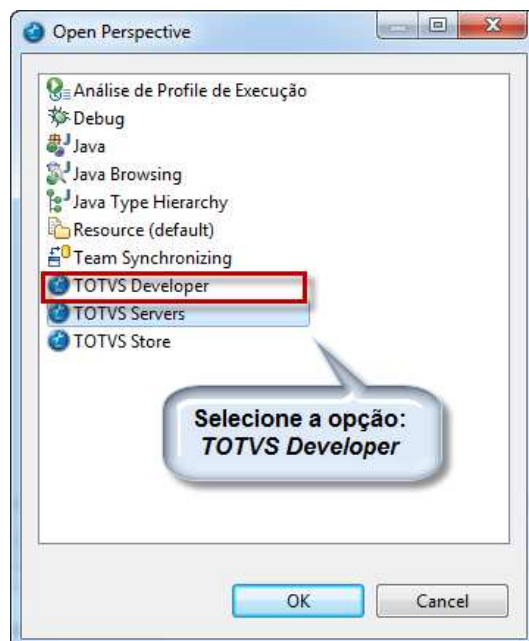 Open Perspective
Análise de Profile de Execução
Debug
Java
Java Browsing
Java Type Hierarchy
Resource (default)
Team Synchronizing
TOTVS Developer
TOTVS Servers
TOTVS Store
Selecione a opção:
TOTVS Developer
OK
Cancel